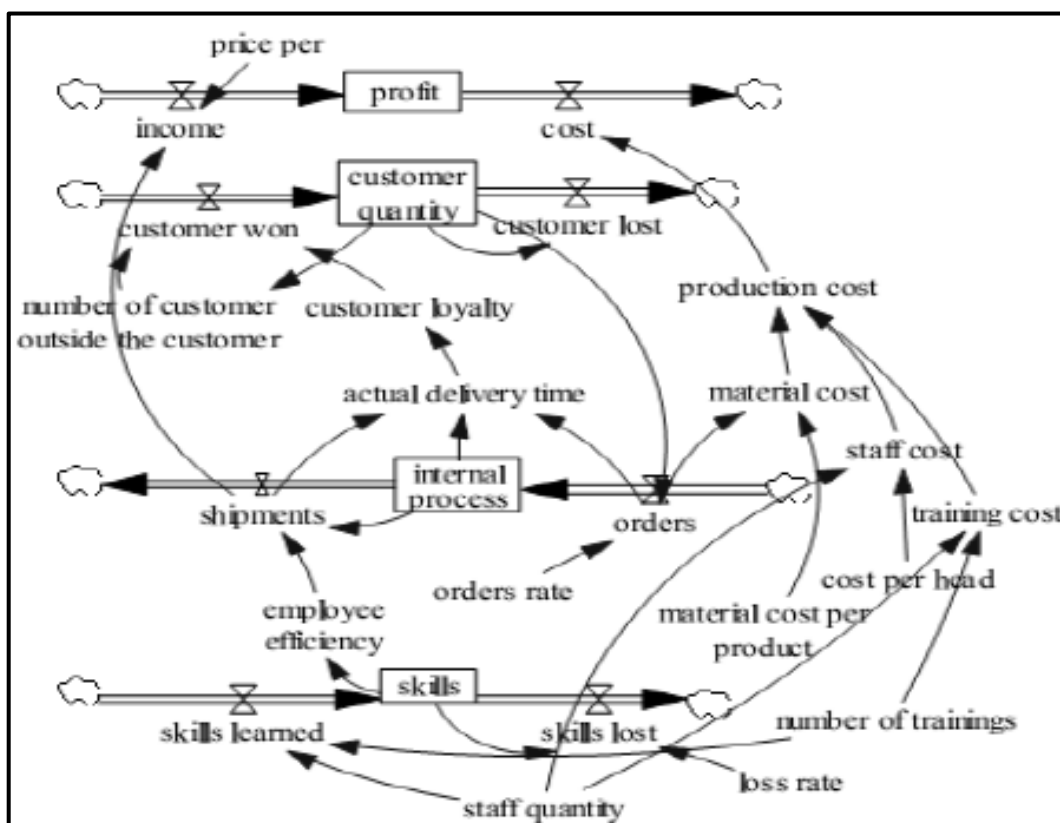 price per
profit
income
cost
customer
quantity
customer won
customer lost
number of customer
outside the customer
customer loyalty
production cost
actual delivery time
material cost
staff cost
internal
process
shipments
orders
training cost
orders rate
cost per head
employee
efficiency
material cost per
product
skills
skills learned
skills lost
number of trainings
loss rate
staff quantity